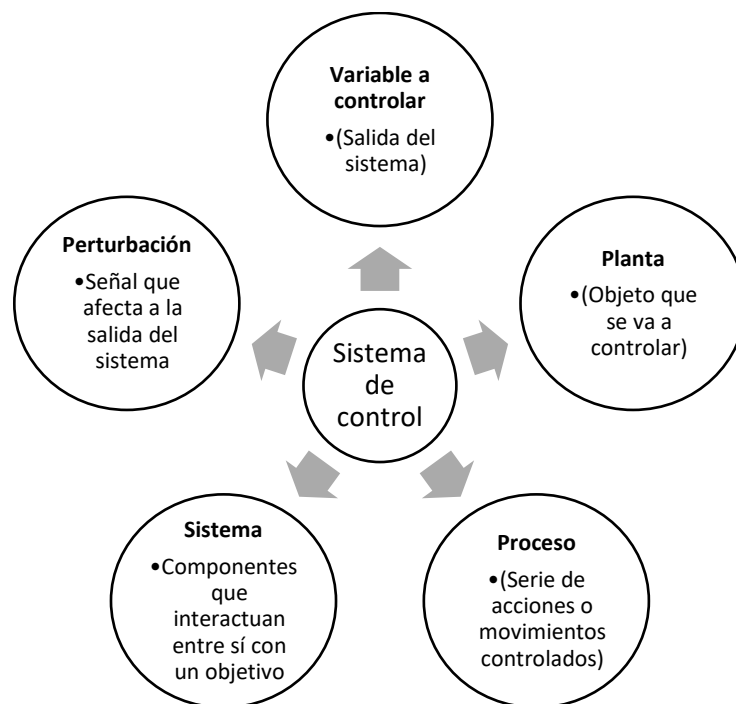 Variable a
controlar
•(Salida del
sistema)
Perturbación
•Señal que
afecta a la
salida del
sistema
Planta
•(Objeto que
se va a
controlar)
Sistema
de
control
Sistema
•Componentes
que
interactuan
entre sí con
un objetivo
Proceso
•(Serie de
acciones o
movimientos
controlados)